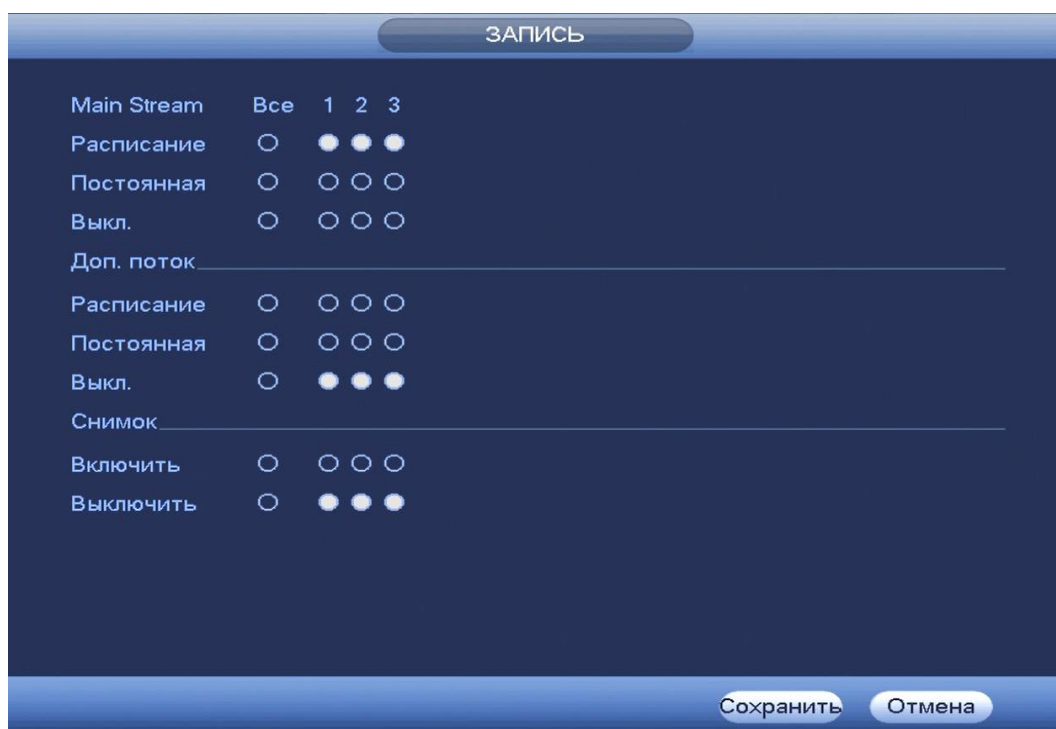 ЗАПИСЬ
Main Stream Все 1 2 3
Расписание
Постоянная
Выкл.
Доп. поток
Расписание
Постоянная
Выкл.
Снимок
Включить
Выключить
Сохранить Отмена